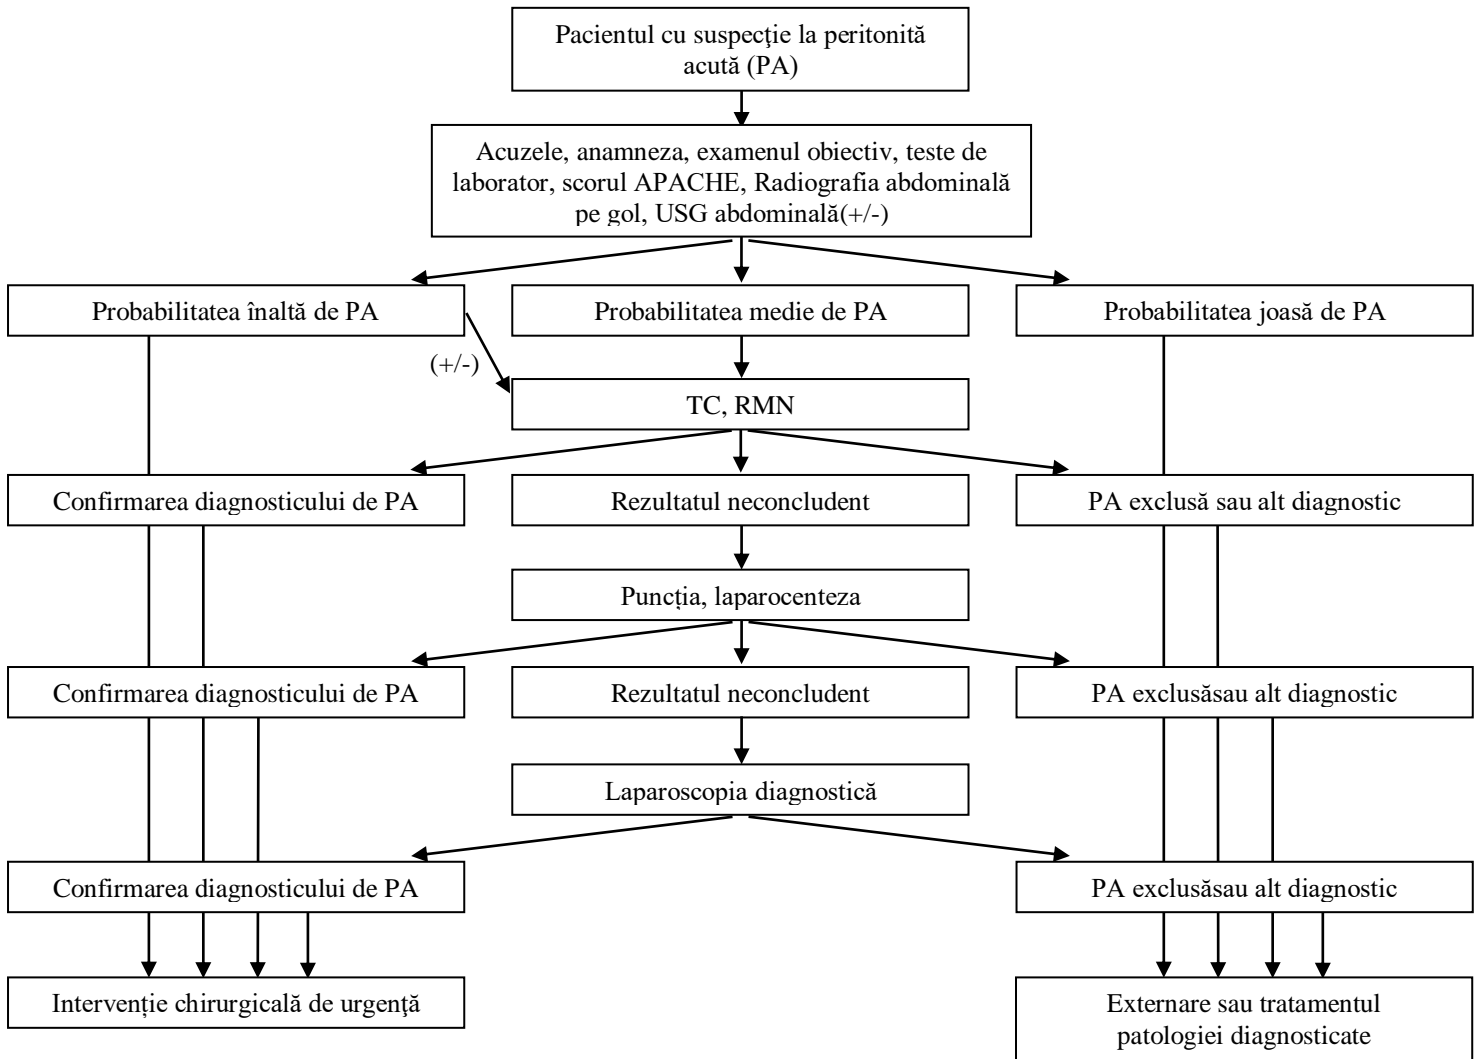 Pacientul cu suspecţie la peritonită
acută (PA)
Acuzele, anamneza, examenul obiectiv, teste de
laborator, scorul APACHE, Radiografia abdominală
pe gol, USG abdominală(+/-)
Probabilitatea înaltă de PA
Probabilitatea medie de PA
Probabilitatea joasă de PA
(+/-)
TC, RMN
Confirmarea diagnosticului de PA
Rezultatul neconcludent
PA exclusă sau alt diagnostic
Puncția, laparocenteza
Confirmarea diagnosticului de PA
Rezultatul neconcludent
PA exclusăsau alt diagnostic
Laparoscopia diagnostică
Confirmarea diagnosticului de PA
PA exclusăsau alt diagnostic
Intervenție chirurgicală de urgenţă
Externare sau tratamentul
patologiei diagnosticate